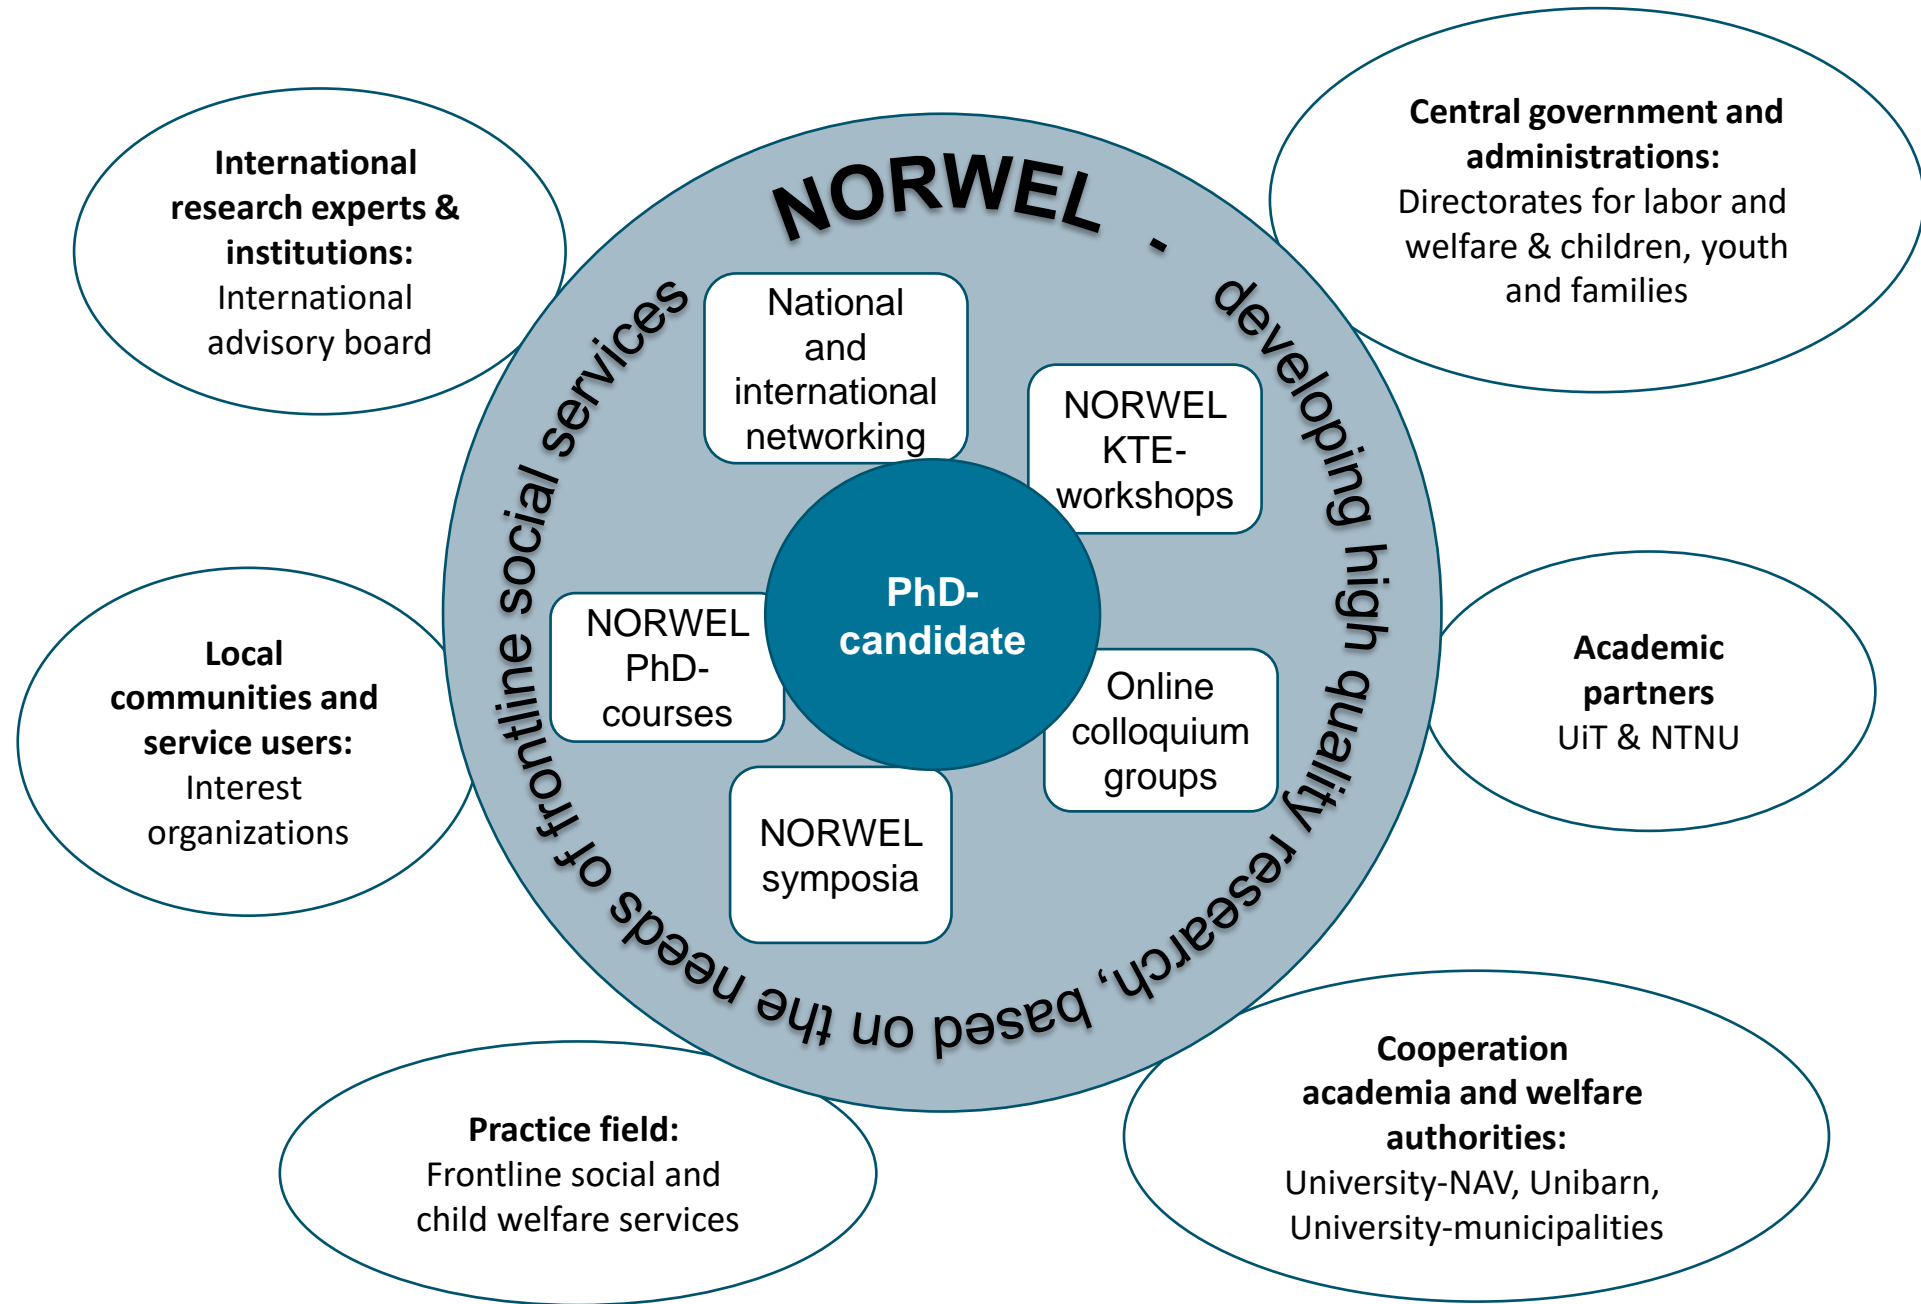 International
research experts &
institutions:
International
advisory board
Central government and
administrations:
Directorates for labor and
welfare & children, youth
and families
NORWEL - developing high quality research, based on the needs of frontline social services
National
and
international
networking
NORWEL
KTE-
workshops
PhD-
candidate
NORWEL
PhD-
courses
Online
colloquium
groups
NORWEL
symposia
Local
communities and
service users:
Interest
organizations
Academic
partners
UiT & NTNU
Practice field:
Frontline social and
child welfare services
Cooperation
academia and welfare
authorities:
University-NAV, Unibarn,
University-municipalities